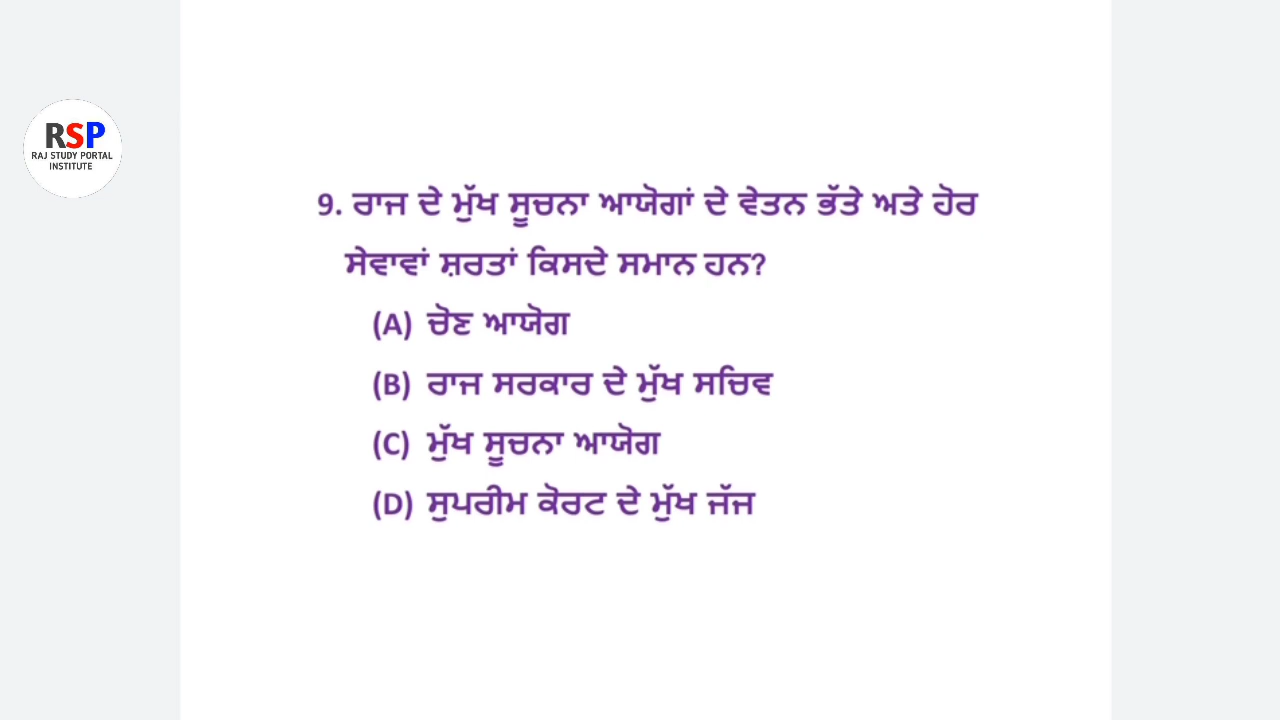 RSP
RAJ STUDY PORTAL
INSTITUTE
9. ਰਾਜ ਦੇ ਮੁੱਖ ਸੂਚਨਾ ਆਯੋਗਾਂ ਦੇ ਵੇਤਨ ਭੱਤੇ ਅਤੇ ਹੋਰ
ਸੇਵਾਵਾਂ ਸ਼ਰਤਾਂ ਕਿਸਦੇ ਸਮਾਨ ਹਨ?
(A) ਚੋਣ ਆਯੋਗ
(B) ਰਾਜ ਸਰਕਾਰ ਦੇ ਮੁੱਖ ਸਚਿਵ
(C) ਮੁੱਖ ਸੂਚਨਾ ਆਯੋਗ
(D) ਸੁਪਰੀਮ ਕੋਰਟ ਦੇ ਮੁੱਖ ਜੱਜ